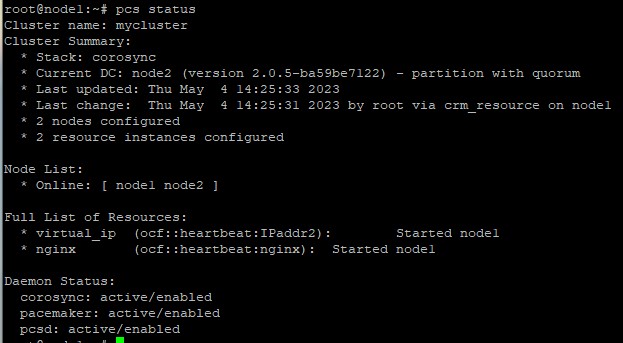 root@node1:~# pcs status
Cluster name: mycluster
Cluster Summary:
  * Stack: corosync
  * Current DC: node2 (version 2.0.5-ba59be7122) - partition with quorum
  * Last updated: Thu May  4 14:25:33 2023
  * Last change:  Thu May  4 14:25:31 2023 by root via crm_resource on node1
  * 2 nodes configured
  * 2 resource instances configured

Node List:
  * Online: [ node1 node2 ]

Full List of Resources:
  * virtual_ip  (ocf::heartbeat:IPaddr2):        Started node1
  * nginx       (ocf::heartbeat:nginx):  Started node1

Daemon Status:
  corosync: active/enabled
  pacemaker: active/enabled
  pcsd: active/enabled